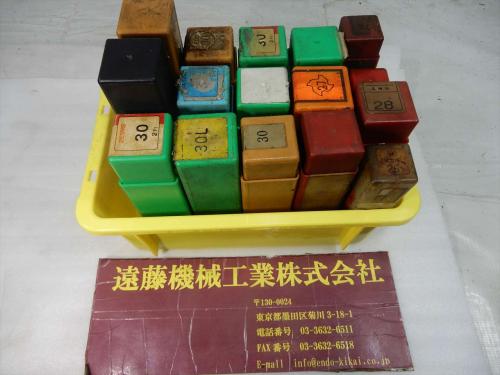 30
37
28
30
30L
30
遠藤機械工業株式会社
〒130-0024
東京都墨田区菊川3-18-1
電話番号 03-3632-6511
FAX番号 03-3632-6518
E-mail info@endo-kikai.co.jp